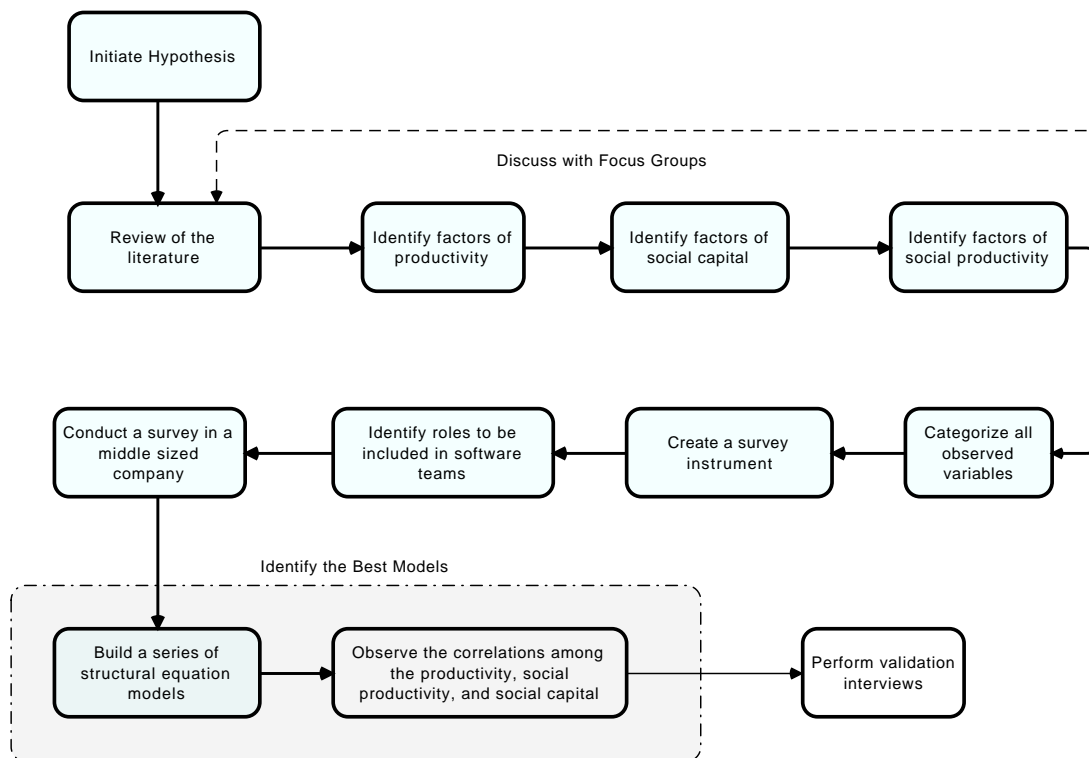 Initiate Hypothesis
Discuss with Focus Groups
Review of the
literature
Identify factors of
productivity
Identify factors of
social capital
Identify factors of
social productivity
Conduct a survey in a
middle sized
company
Identify roles to be
included in software
teams
Create a survey
instrument
Categorize all
observed
variables
Identify the Best Models
Build a series of
structural equation
models
Observe the correlations among
the productivity, social
productivity, and social capital
Perform validation
interviews